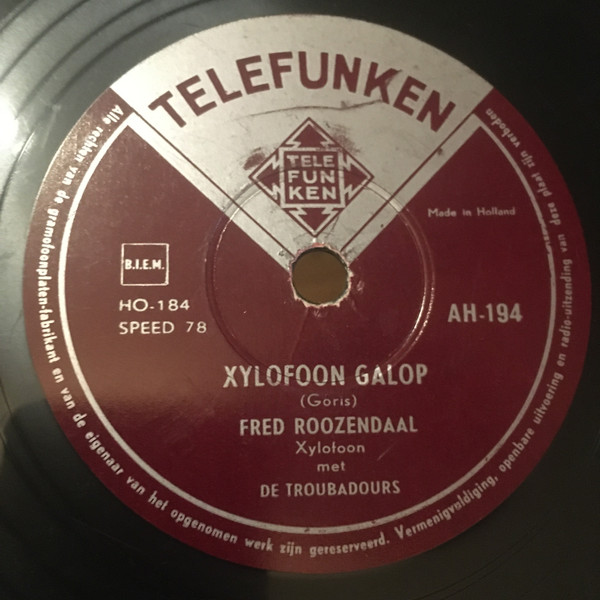 TELEFUNKEN
TELE
FUN
KEN
Made in Holland
B.I.E.M.
HO-184
SPEED 78
AH-194
XYLOFOON GALOP
(Goris)
FRED ROOZENDAAL
Xylofoon
met
DE TROUBADOURS
Alle rechten van de gramofoonplaten-fabrikant en van de eigenaar van het opgenomen werk zijn gereserveerd. Vermenigvuldiging, openbare uitvoering en radio-uitzending van deze plaat zijn verboden